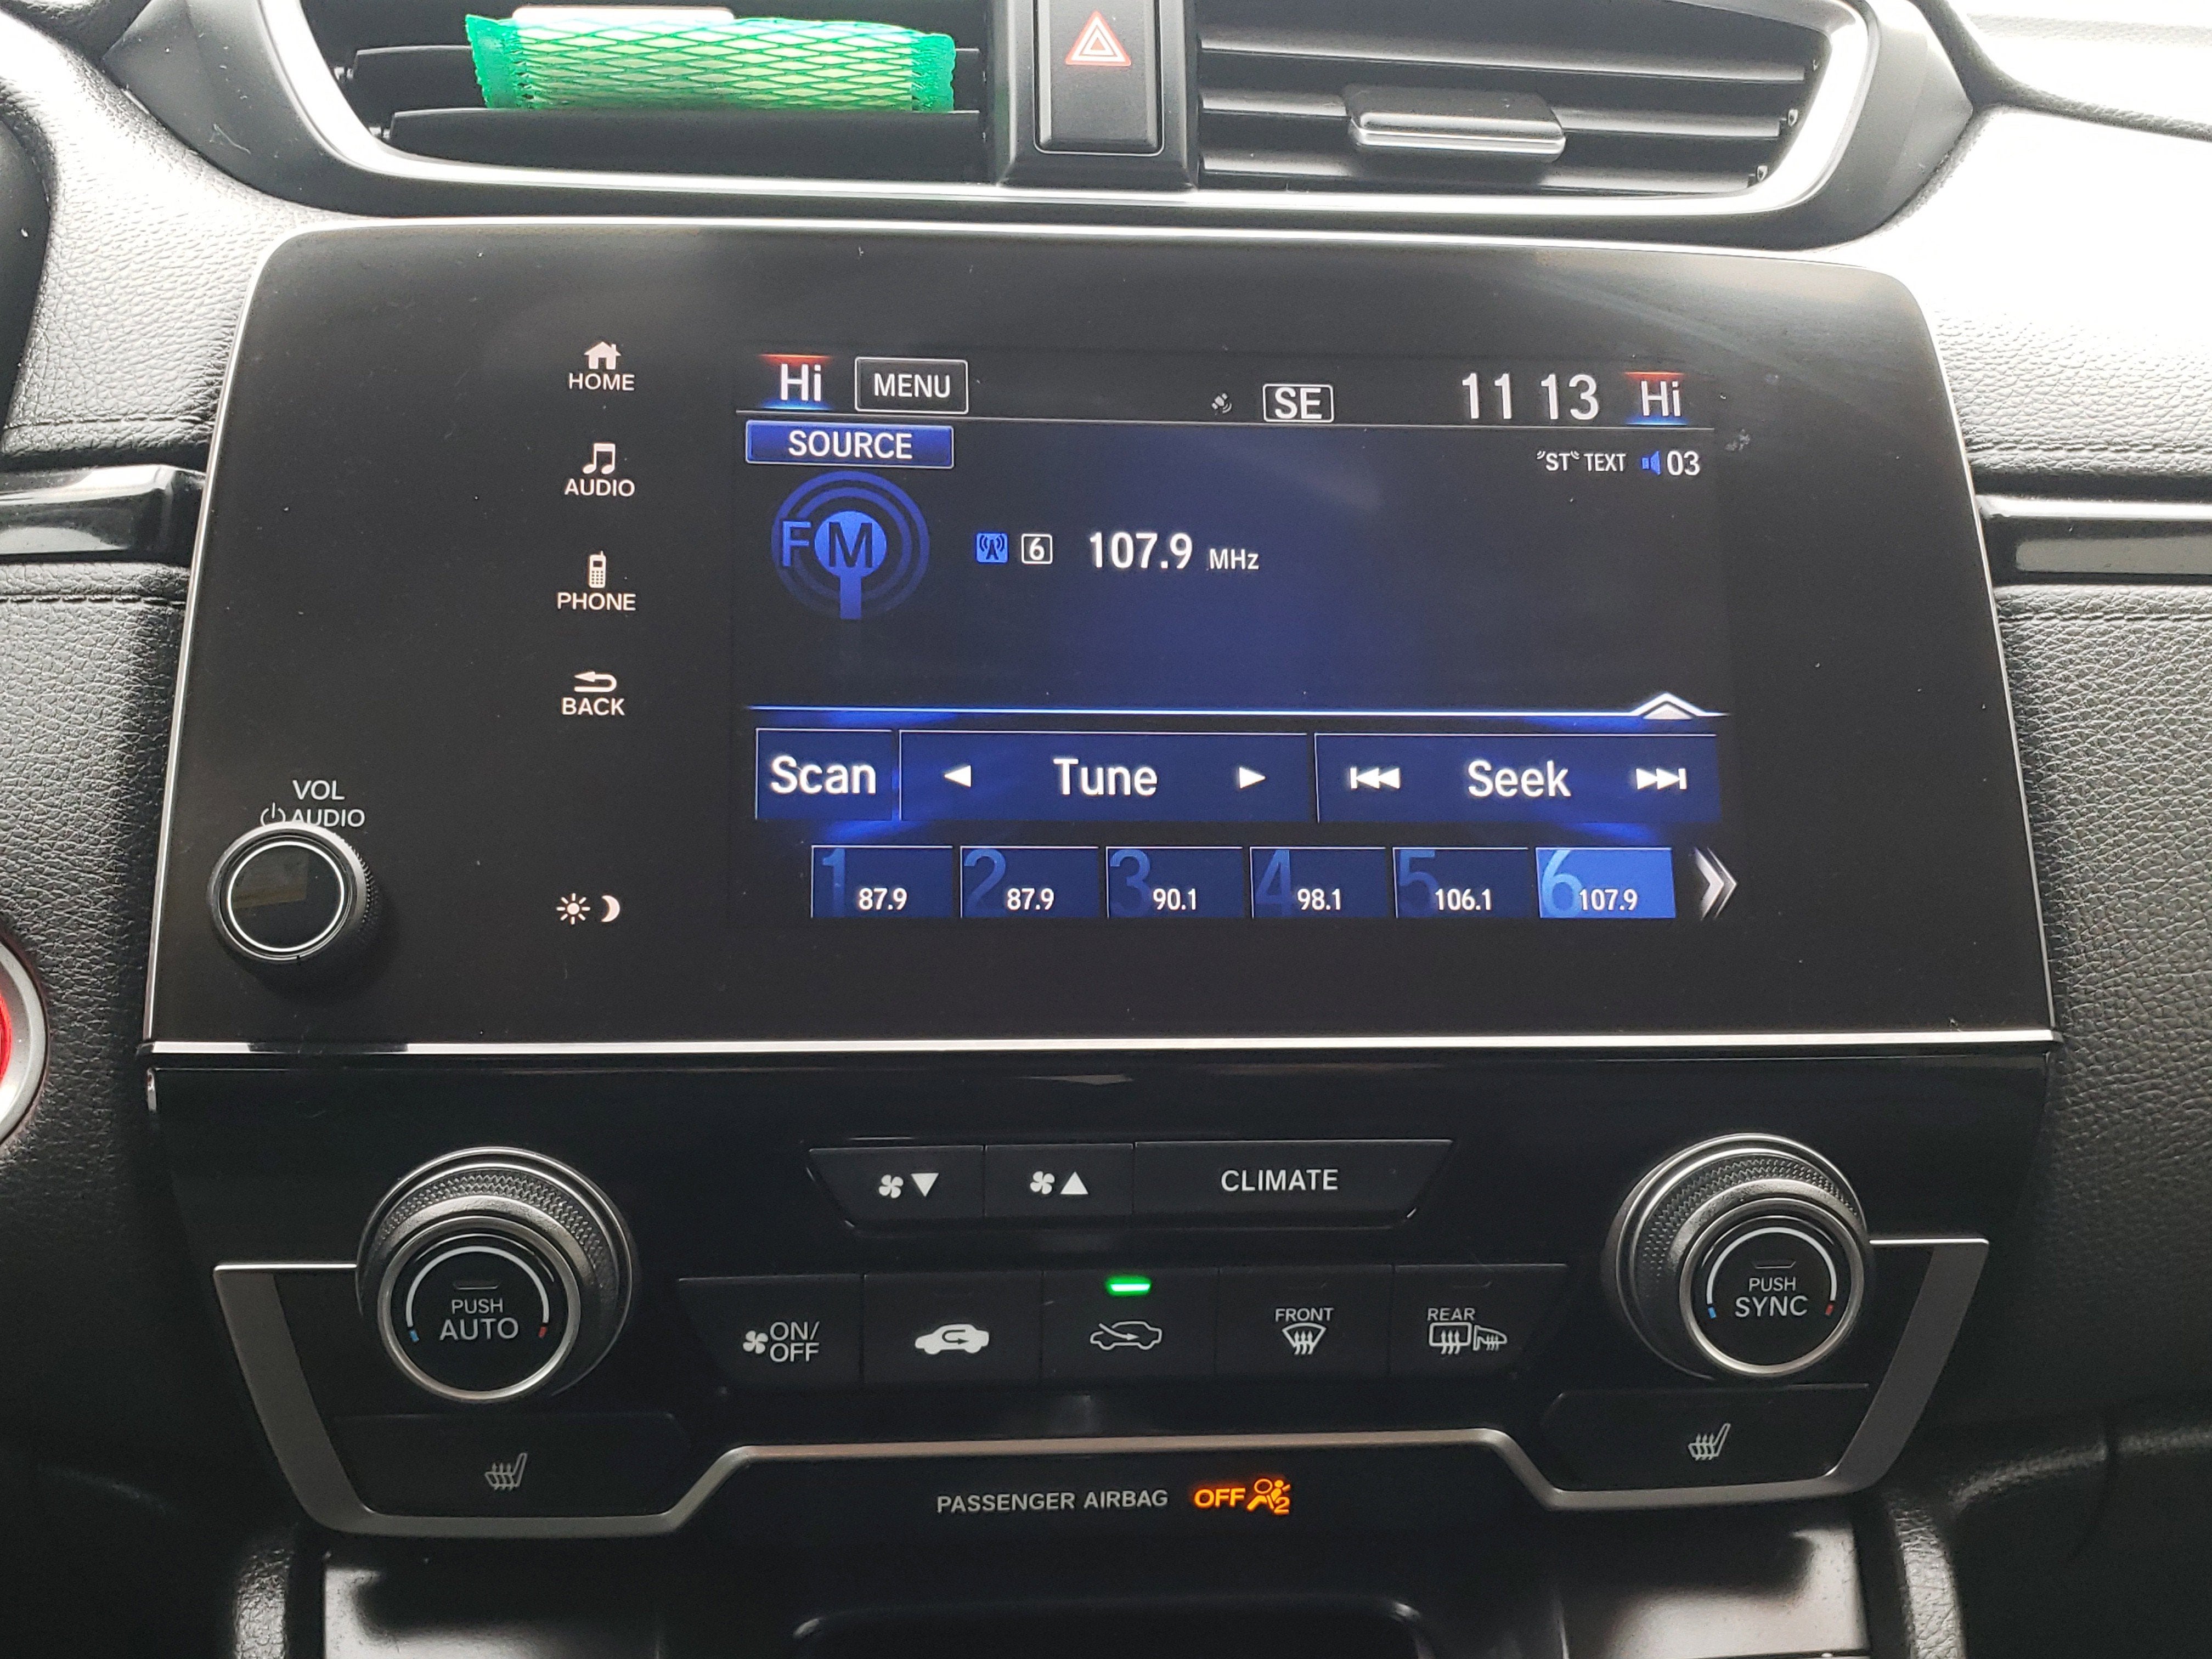 HOME
AUDIO
PHONE
BACK
VOL
AUDIO
Hi MENU SE 11 13 Hi
SOURCE
"ST" TEXT 03
FM 6 107.9 MHz
Scan Tune Seek
1 87.9 2 87.9 3 90.1 4 98.1 5 106.1 6 107.9
CLIMATE
PUSH
AUTO
ON/
OFF
FRONT
REAR
PUSH
SYNC
PASSENGER AIRBAG OFF 2